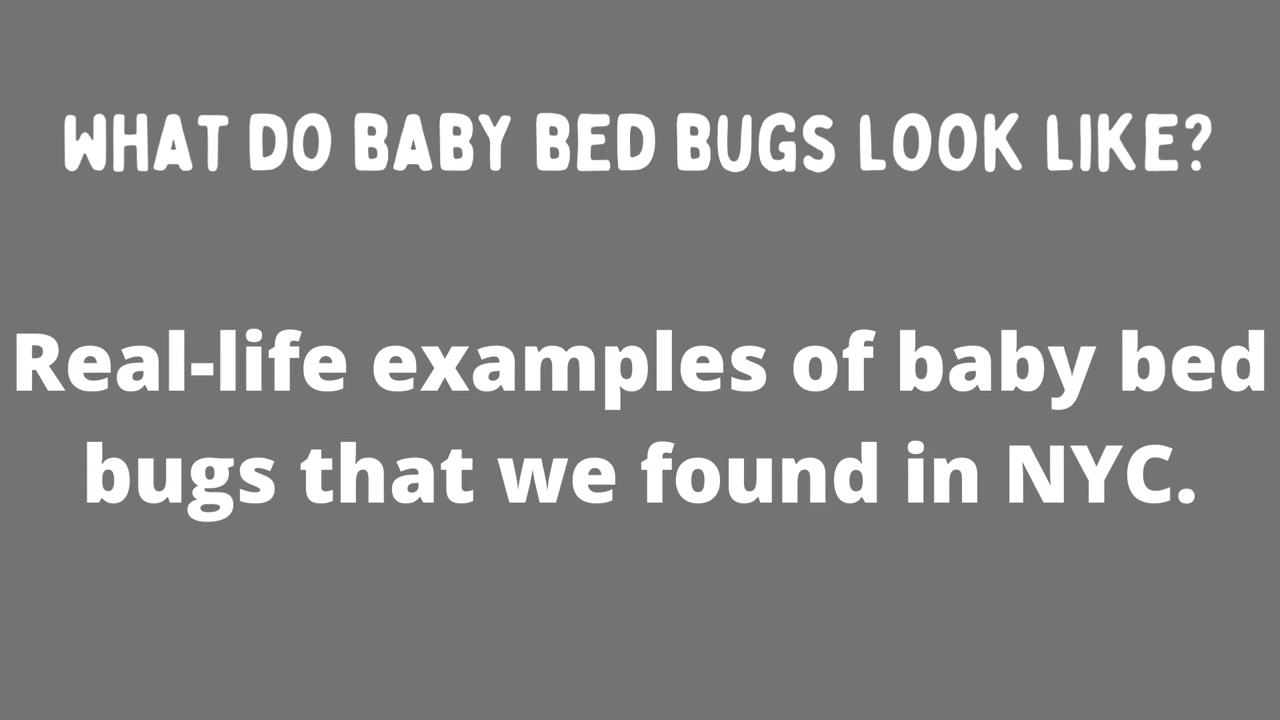 WHAT DO BABY BED BUGS LOOK LIKE?
Real-life examples of baby bed
bugs that we found in NYC.